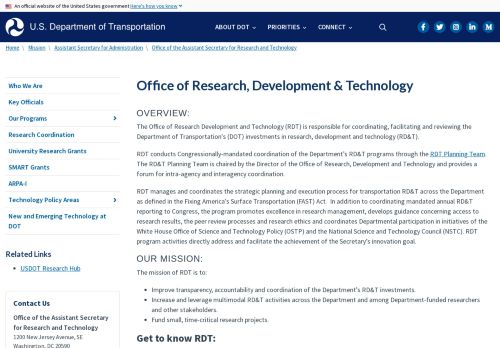 An official website of the United States government Here's how you know
U.S. Department of Transportation
ABOUT DOT
PRIORITIES
CONNECT
Home \ Mission \ Assistant Secretary for Administration \ Office of the Assistant Secretary for Research and Technology
Who We Are
Key Officials
Our Programs
Research Coordination
University Research Grants
SMART Grants
ARPA-I
Technology Policy Areas
New and Emerging Technology at
DOT
Related Links
USDOT Research Hub
Contact Us
Office of the Assistant Secretary
for Research and Technology
1200 New Jersey Avenue, SE
Washington, DC 20590
Office of Research, Development & Technology
OVERVIEW:
The Office of Research Development and Technology (RDT) is responsible for coordinating, facilitating and reviewing the
Department of Transportation's (DOT) investments in research, development and technology (RD&T).
RDT conducts Congressionally-mandated coordination of the Department's RD&T programs through the RDT Planning Team.
The RD&T Planning Team is chaired by the Director of the Office of Research, Development and Technology and provides a
forum for intra-agency and interagency coordination.
RDT manages and coordinates the strategic planning and execution process for transportation RD&T across the Department
as defined in the Fixing America's Surface Transportation (FAST) Act. In addition to coordinating mandated annual RD&T
reporting to Congress, the program promotes excellence in research management, develops guidance concerning access to
research results, the peer review processes and research ethics and coordinates Departmental participation in initiatives of the
White House Office of Science and Technology Policy (OSTP) and the National Science and Technology Council (NSTC). RDT
program activities directly address and facilitate the achievement of the Secretary's innovation goal.
OUR MISSION:
The mission of RDT is to:
• Improve transparency, accountability and coordination of the Department's RD&T investments.
• Increase and leverage multimodal RD&T activities across the Department and among Department-funded researchers
and other stakeholders.
• Fund small, time-critical research projects.
Get to know RDT: